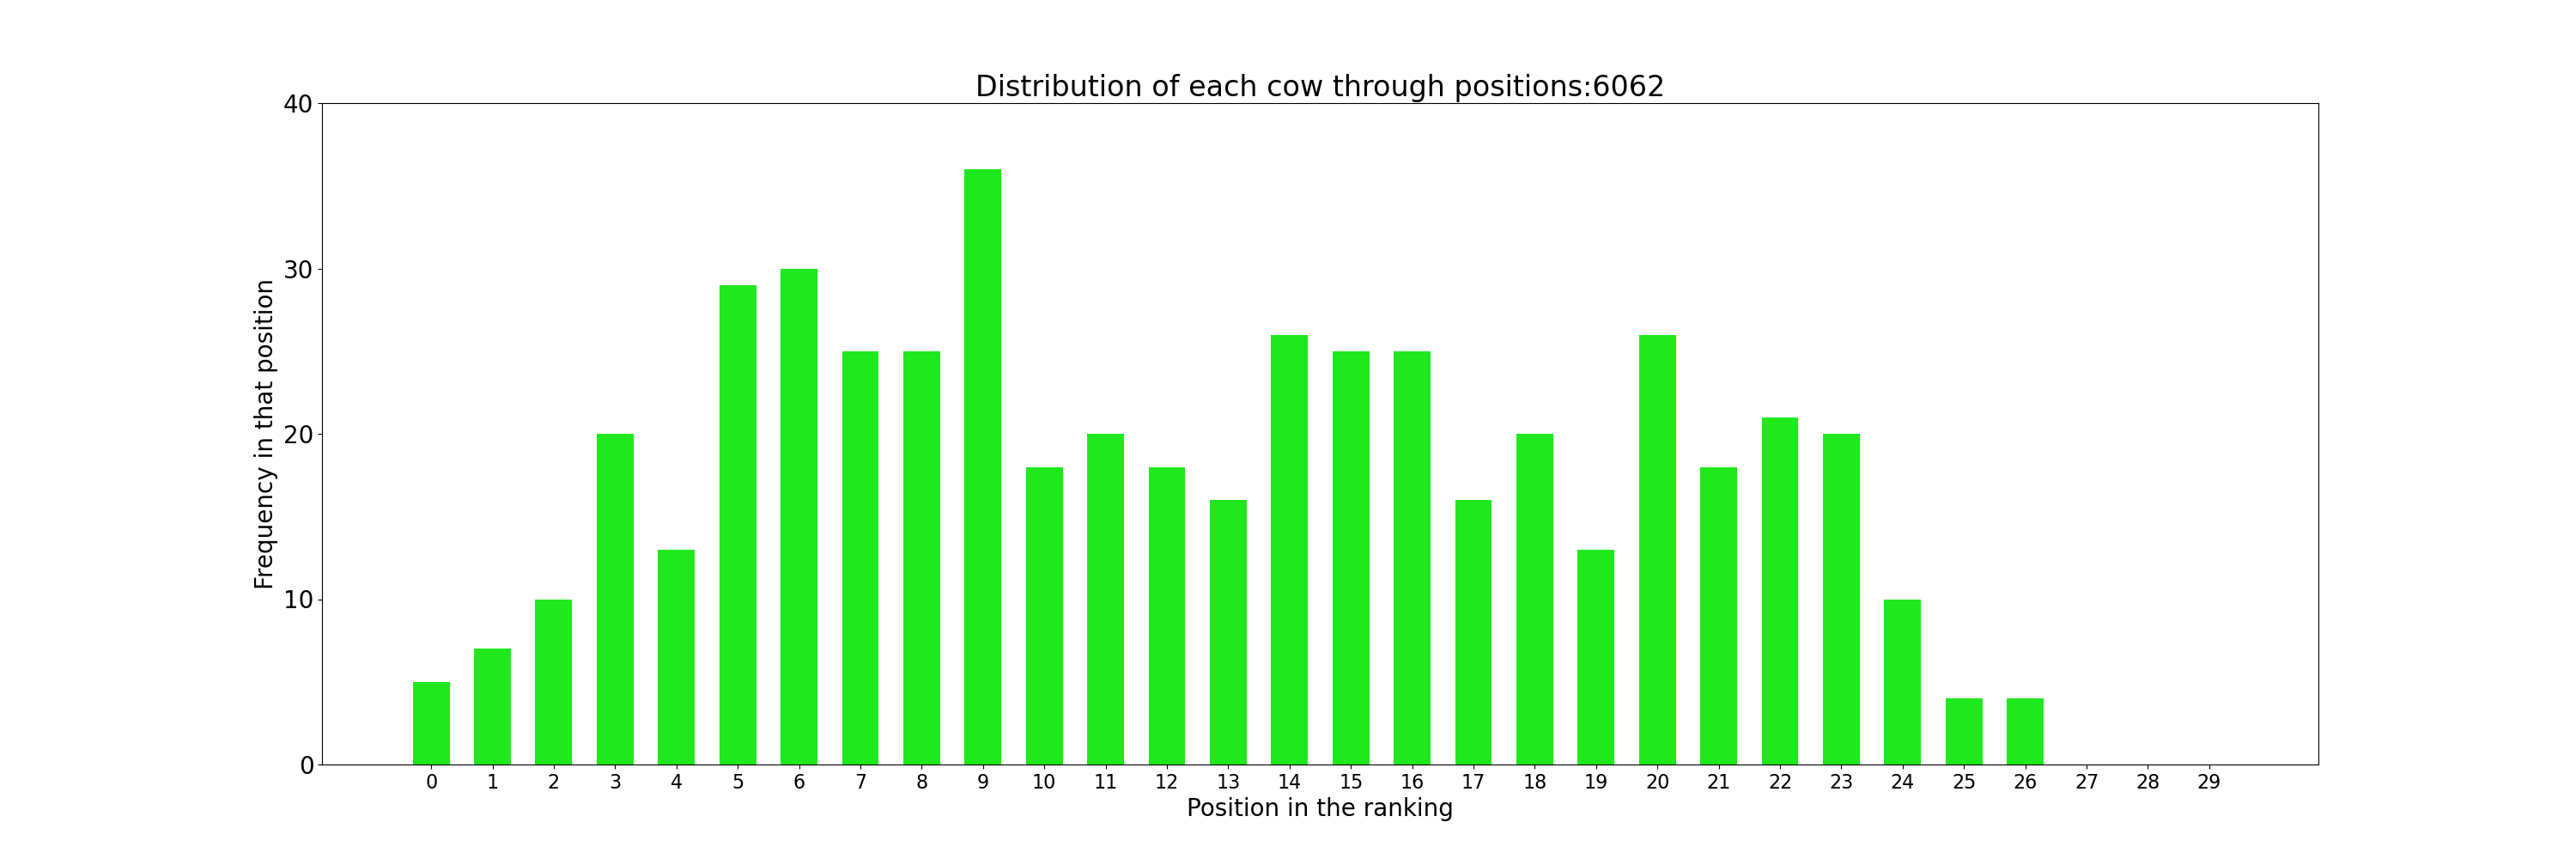 Distribution of each cow through positions:6062
40
30
20
10
0
Frequency in that position
0 1 2 3 4 5 6 7 8 9 10 11 12 13 14 15 16 17 18 19 20 21 22 23 24 25 26 27 28 29
Position in the ranking